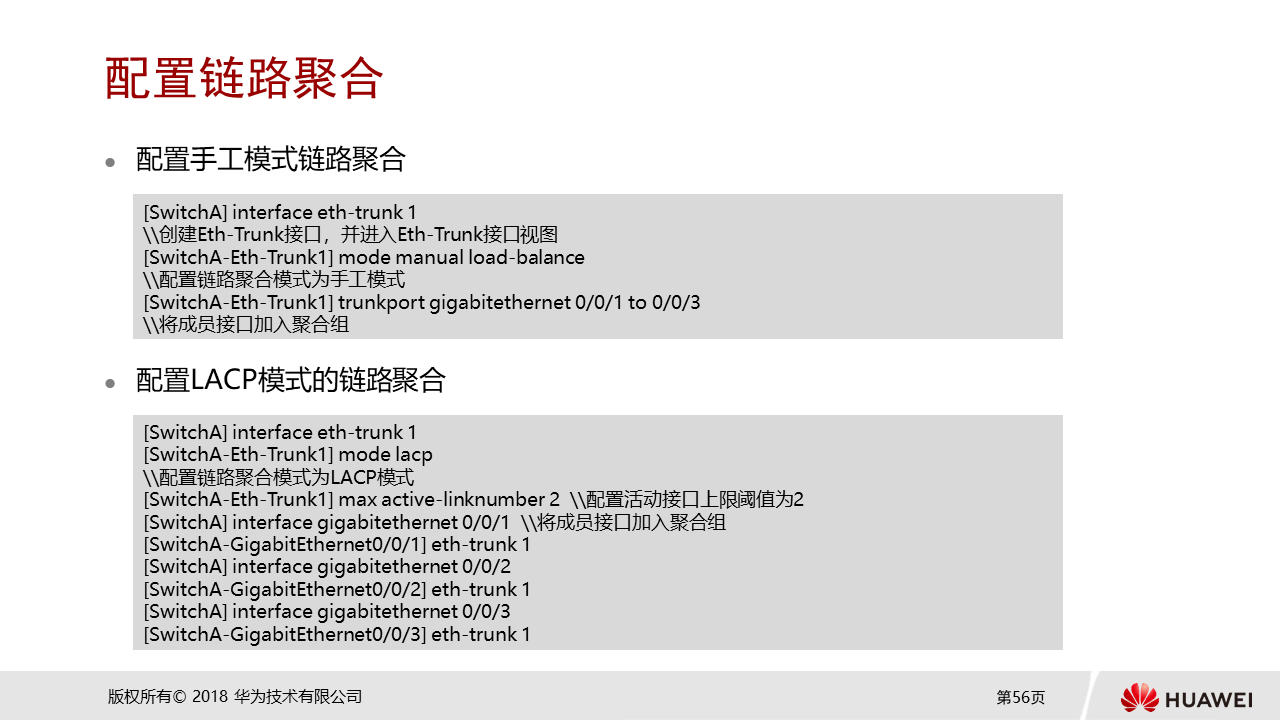 配置链路聚合
配置手工模式链路聚合
[SwitchA] interface eth-trunk 1
\\创建Eth-Trunk接口，并进入Eth-Trunk接口视图
[SwitchA-Eth-Trunk1] mode manual load-balance
\\配置链路聚合模式为手工模式
[SwitchA-Eth-Trunk1] trunkport gigabitethernet 0/0/1 to 0/0/3
\\将成员接口加入聚合组
配置LACP模式的链路聚合
[SwitchA] interface eth-trunk 1
[SwitchA-Eth-Trunk1] mode lacp
\\配置链路聚合模式为LACP模式
[SwitchA-Eth-Trunk1] max active-linknumber 2  \\配置活动接口上限阈值为2
[SwitchA] interface gigabitethernet 0/0/1  \\将成员接口加入聚合组
[SwitchA-GigabitEthernet0/0/1] eth-trunk 1
[SwitchA] interface gigabitethernet 0/0/2
[SwitchA-GigabitEthernet0/0/2] eth-trunk 1
[SwitchA] interface gigabitethernet 0/0/3
[SwitchA-GigabitEthernet0/0/3] eth-trunk 1
版权所有© 2018 华为技术有限公司
第56页
HUAWEI